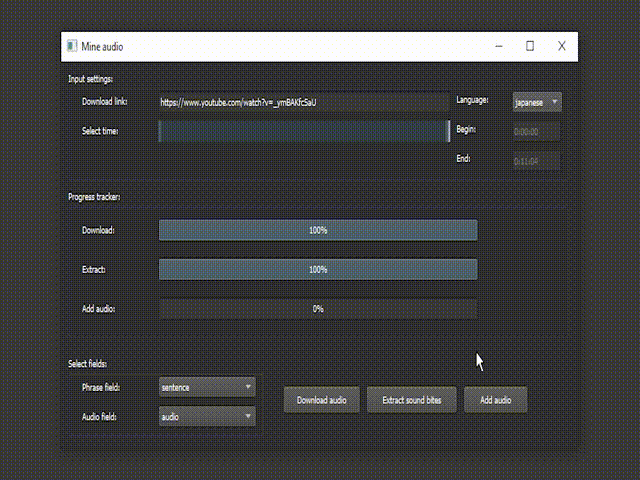 Mine audio
Input settings:
Download link: https://www.youtube.com/watch?v=_ymBAKfcSaU Language: japanese
Select time: Begin: 0:00:00
End: 0:11:04
Progress tracker:
Download: 100%
Extract: 100%
Add audio: 0%
Select fields:
Phrase field: sentence
Download audio Extract sound bites Add audio
Audio field: audio